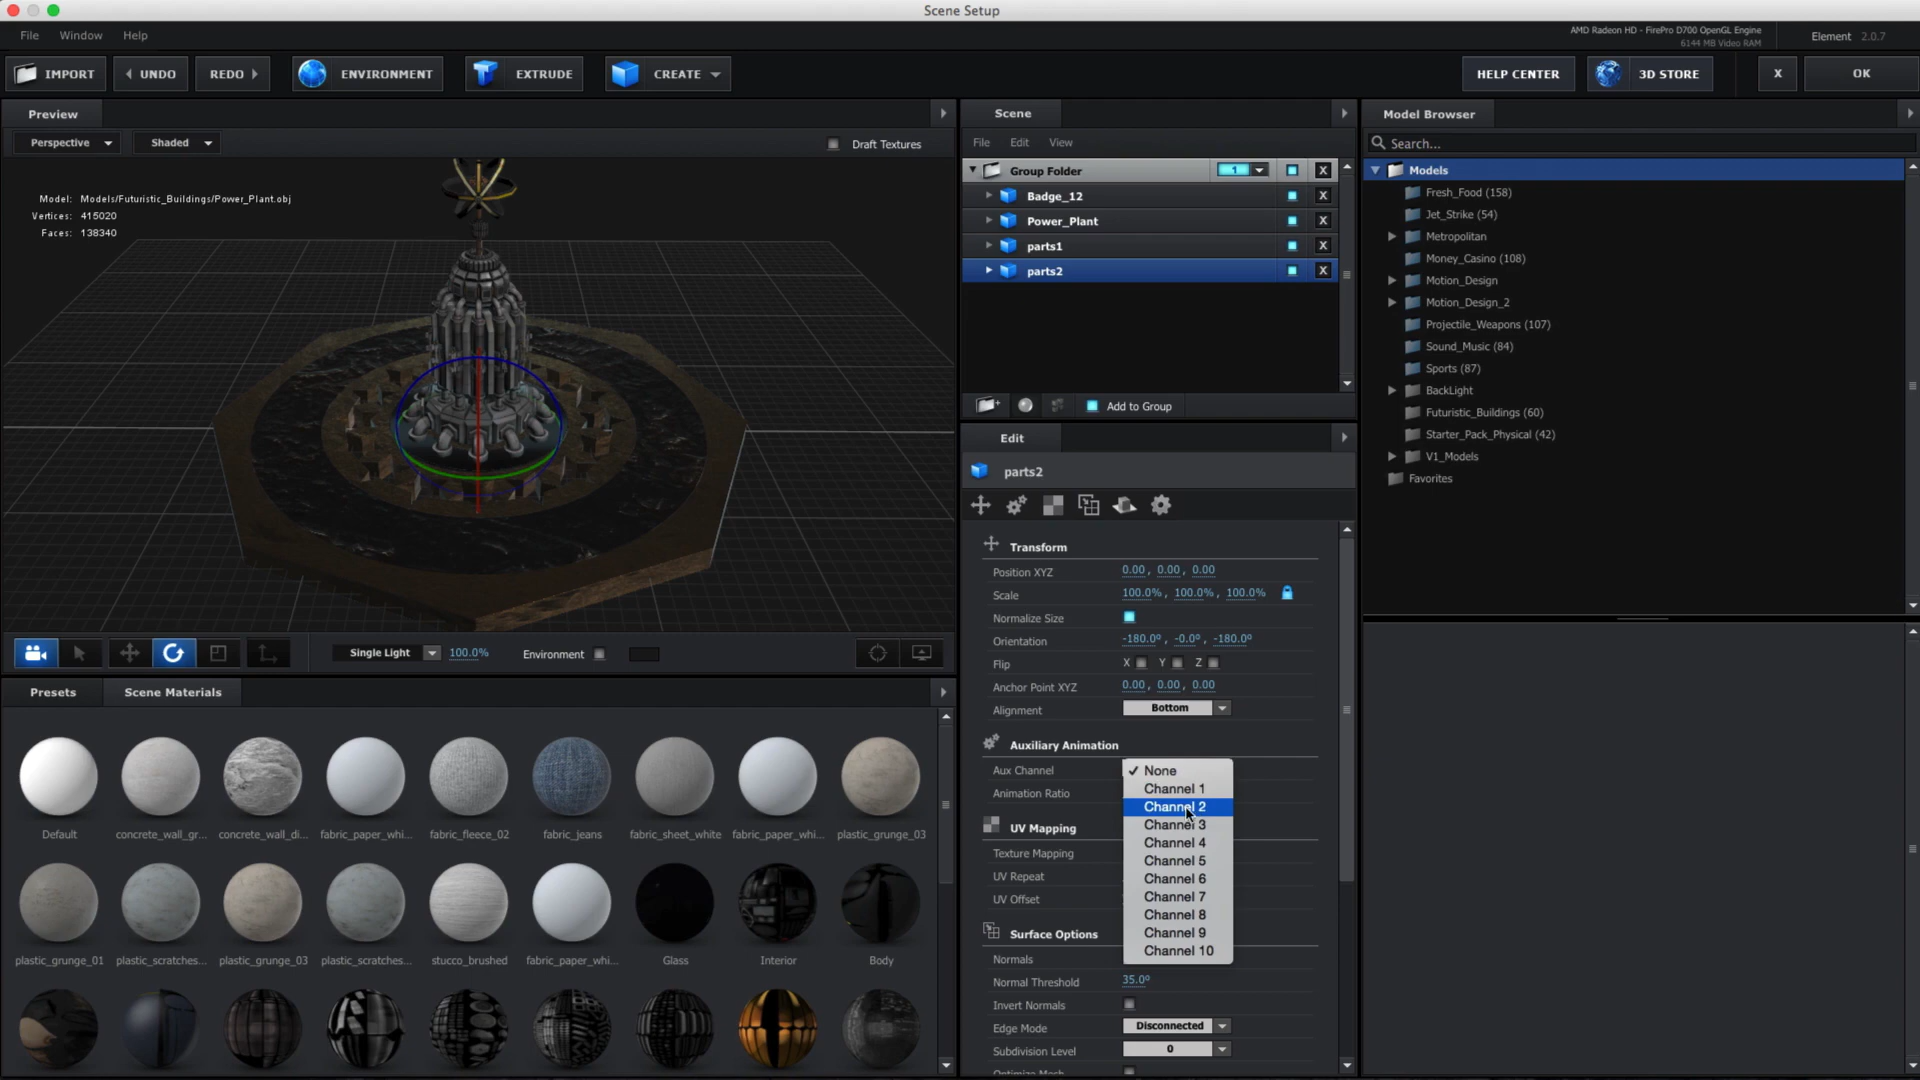 Scene Setup
File Window Help
AMD Radeon HD - FirePro D700 OpenGL Engine
6144 MB Video RAM
Element 2.0.7
IMPORT UNDO REDO ENVIRONMENT EXTRUDE CREATE
HELP CENTER 3D STORE X OK
Preview
Perspective Shaded Draft Textures
Model: Models/Futuristic_Buildings/Power_Plant.obj
Vertices: 415020
Faces: 138340
Single Light 100.0% Environment
Presets Scene Materials
Default concrete_wall_gr... concrete_wall_di... fabric_paper_whi... fabric_fleece_02 fabric_jeans fabric_sheet_white fabric_paper_whi... plastic_grunge_03
plastic_grunge_01 plastic_scratches... plastic_grunge_03 plastic_scratches... stucco_brushed fabric_paper_whi... Glass Interior Body
Scene
File Edit View
Group Folder 1 X
Badge_12 X
Power_Plant X
parts1 X
parts2 X
Add to Group
Edit
parts2
Transform
Position XYZ 0.00, 0.00, 0.00
Scale 100.0%, 100.0%, 100.0%
Normalize Size
Orientation -180.0º, -0.0º, -180.0º
Flip X Y Z
Anchor Point XYZ 0.00, 0.00, 0.00
Alignment Bottom
Auxiliary Animation
Aux Channel
Animation Ratio
✓ None
Channel 1
Channel 2
Channel 3
Channel 4
Channel 5
Channel 6
Channel 7
Channel 8
Channel 9
Channel 10
UV Mapping
Texture Mapping
UV Repeat
UV Offset
Surface Options
Normals
Normal Threshold 35.0º
Invert Normals
Edge Mode Disconnected
Subdivision Level 0
Optimize Mesh
Model Browser
Search...
Models
Fresh_Food (158)
Jet_Strike (54)
Metropolitan
Money_Casino (108)
Motion_Design
Motion_Design_2
Projectile_Weapons (107)
Sound_Music (84)
Sports (87)
BackLight
Futuristic_Buildings (60)
Starter_Pack_Physical (42)
V1_Models
Favorites